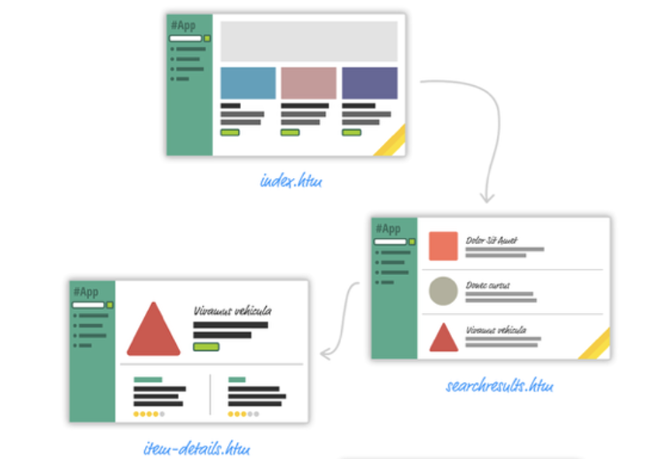 #App
index.htm
#App
Dolor Sit Amet
Donec cursus
Vivamus vehicula
searchresults.htm
#App
Vivamus vehicula
item-details.htm